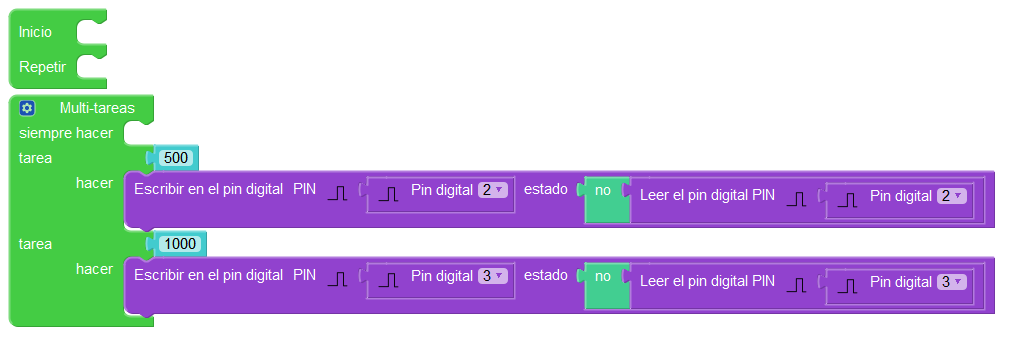 Inicio
Repetir
Multi-tareas
siempre hacer
tarea 500
hacer Escribir en el pin digital PIN Pin digital 2 estado no Leer el pin digital PIN Pin digital 2
tarea 1000
hacer Escribir en el pin digital PIN Pin digital 3 estado no Leer el pin digital PIN Pin digital 3